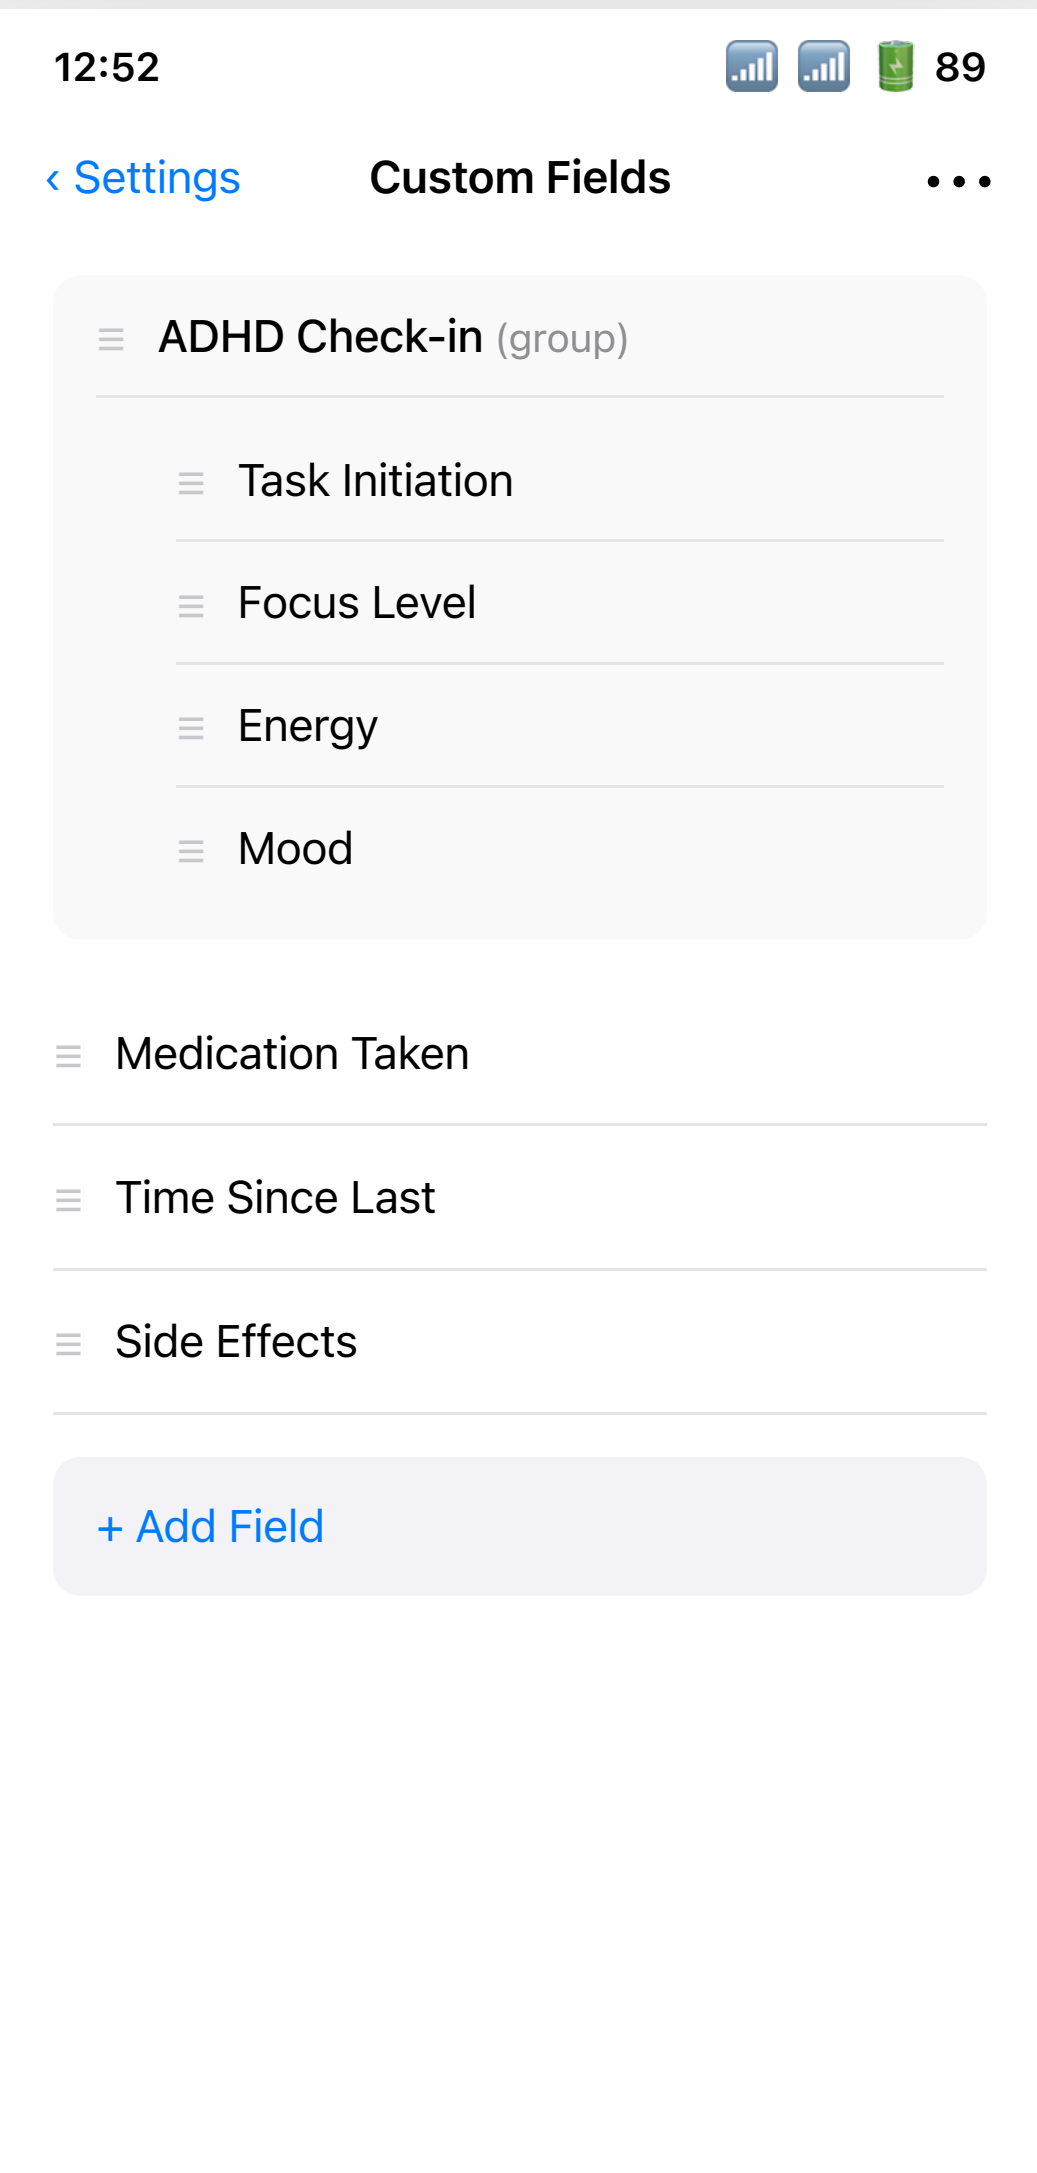 12:52 89
‹ Settings Custom Fields •••
ADHD Check-in (group)
Task Initiation
Focus Level
Energy
Mood
Medication Taken
Time Since Last
Side Effects
+ Add Field